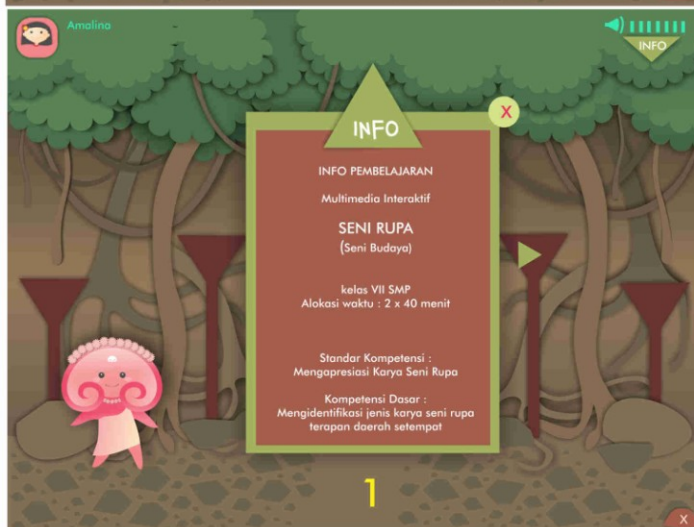 Amalina
INFO
INFO
X
INFO PEMBELAJARAN
Multimedia Interaktif
SENI RUPA
(Seni Budaya)
kelas VII SMP
Alokasi waktu : 2 x 40 menit
Standar Kompetensi :
Mengapresiasi Karya Seni Rupa
Kompetensi Dasar :
Mengidentifikasi jenis karya seni rupa
terapan daerah setempat
1
X